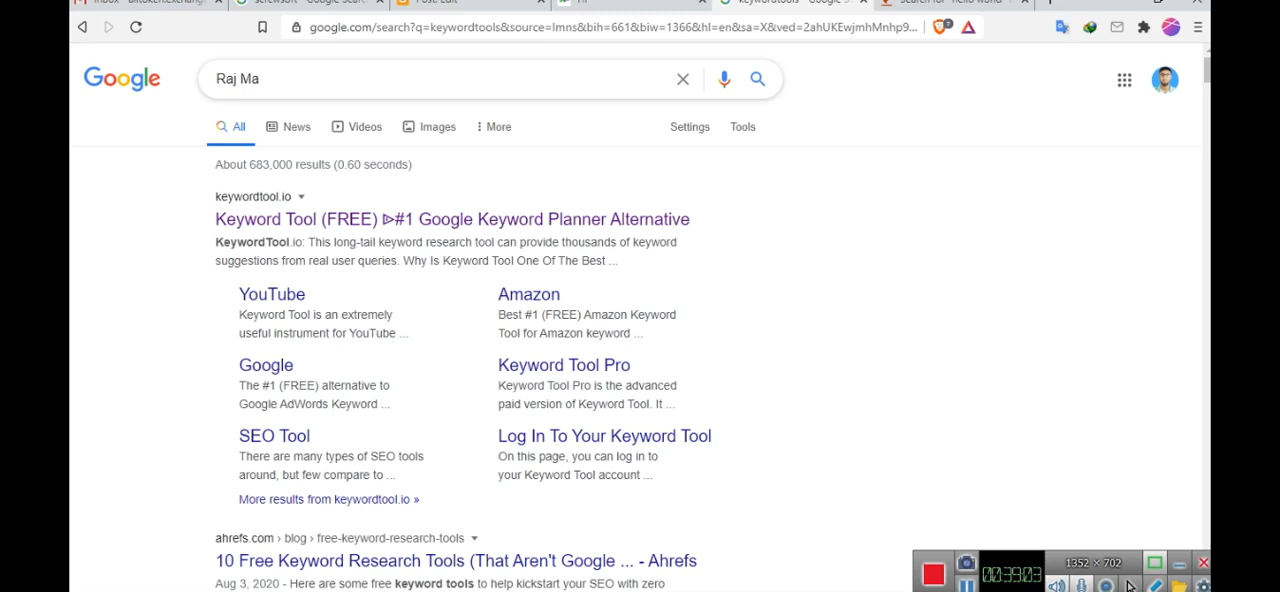 google.com/search?q=keywordtools&source=lmns&bih=661&biw=1366&hl=en&sa=X&ved=2ahUKEwjmhMnhp9...
Google
Raj Ma
All
News
Videos
Images
More
Settings
Tools
About 683,000 results (0.60 seconds)
keywordtool.io
Keyword Tool (FREE) ᐈ#1 Google Keyword Planner Alternative
KeywordTool.io: This long-tail keyword research tool can provide thousands of keyword
suggestions from real user queries. Why Is Keyword Tool One Of The Best ...
YouTube
Keyword Tool is an extremely
useful instrument for YouTube ...
Amazon
Best #1 (FREE) Amazon Keyword
Tool for Amazon keyword ...
Google
The #1 (FREE) alternative to
Google AdWords Keyword ...
Keyword Tool Pro
Keyword Tool Pro is the advanced
paid version of Keyword Tool. It ...
SEO Tool
There are many types of SEO tools
around, but few compare to ...
Log In To Your Keyword Tool
On this page, you can log in to
your Keyword Tool account ...
More results from keywordtool.io »
ahrefs.com › blog › free-keyword-research-tools
10 Free Keyword Research Tools (That Aren't Google ... - Ahrefs
Aug 3, 2020 - Here are some free keyword tools to help kickstart your SEO with zero
1352 × 702
00:39:03